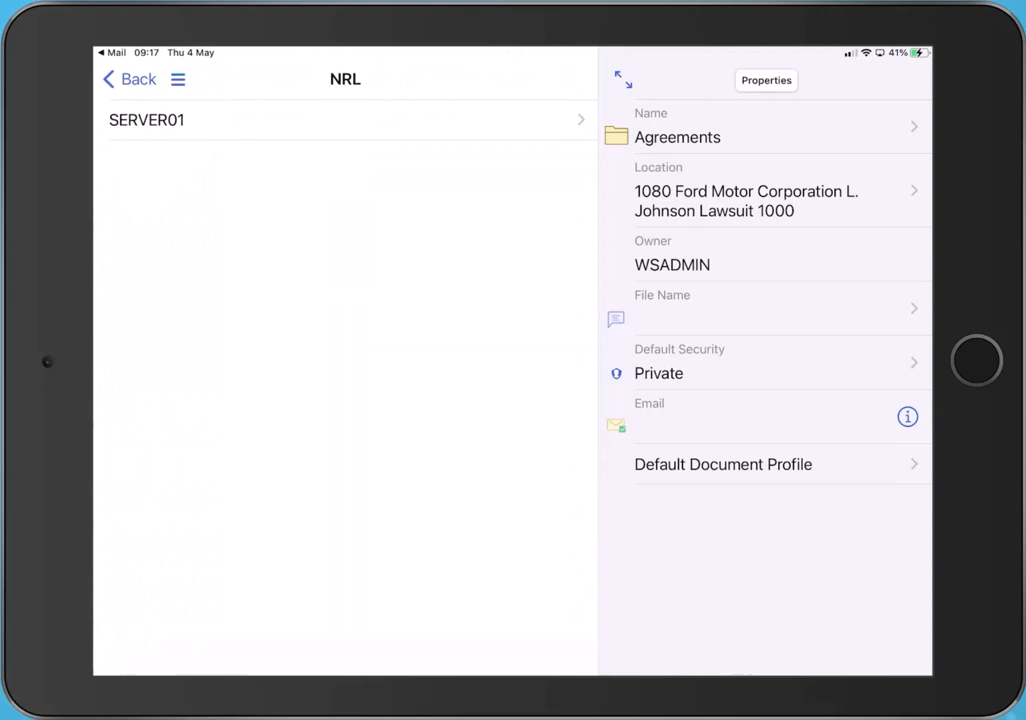 Mail 09:17 Thu 4 May
41%
Back
NRL
SERVER01
Properties
Name
Agreements
Location
1080 Ford Motor Corporation L.
Johnson Lawsuit 1000
Owner
WSADMIN
File Name
Default Security
Private
Email
Default Document Profile